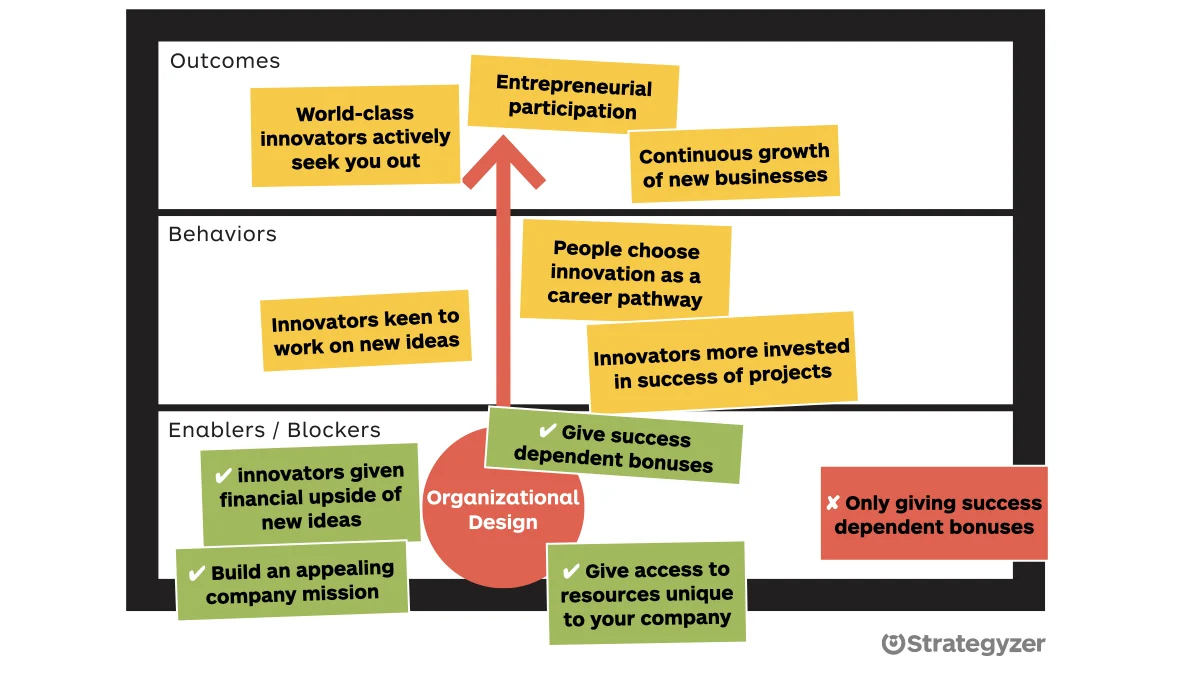 Outcomes
World-class
innovators actively
seek you out
Entrepreneurial
participation
Continuous growth
of new businesses
Behaviors
Innovators keen to
work on new ideas
People choose
innovation as a
career pathway
Innovators more invested
in success of projects
Enablers / Blockers
✔ innovators given
financial upside of
new ideas
✔ Build an appealing
company mission
Organizational
Design
✔ Give success
dependent bonuses
✔ Give access to
resources unique
to your company
✘ Only giving success
dependent bonuses
Strategyzer